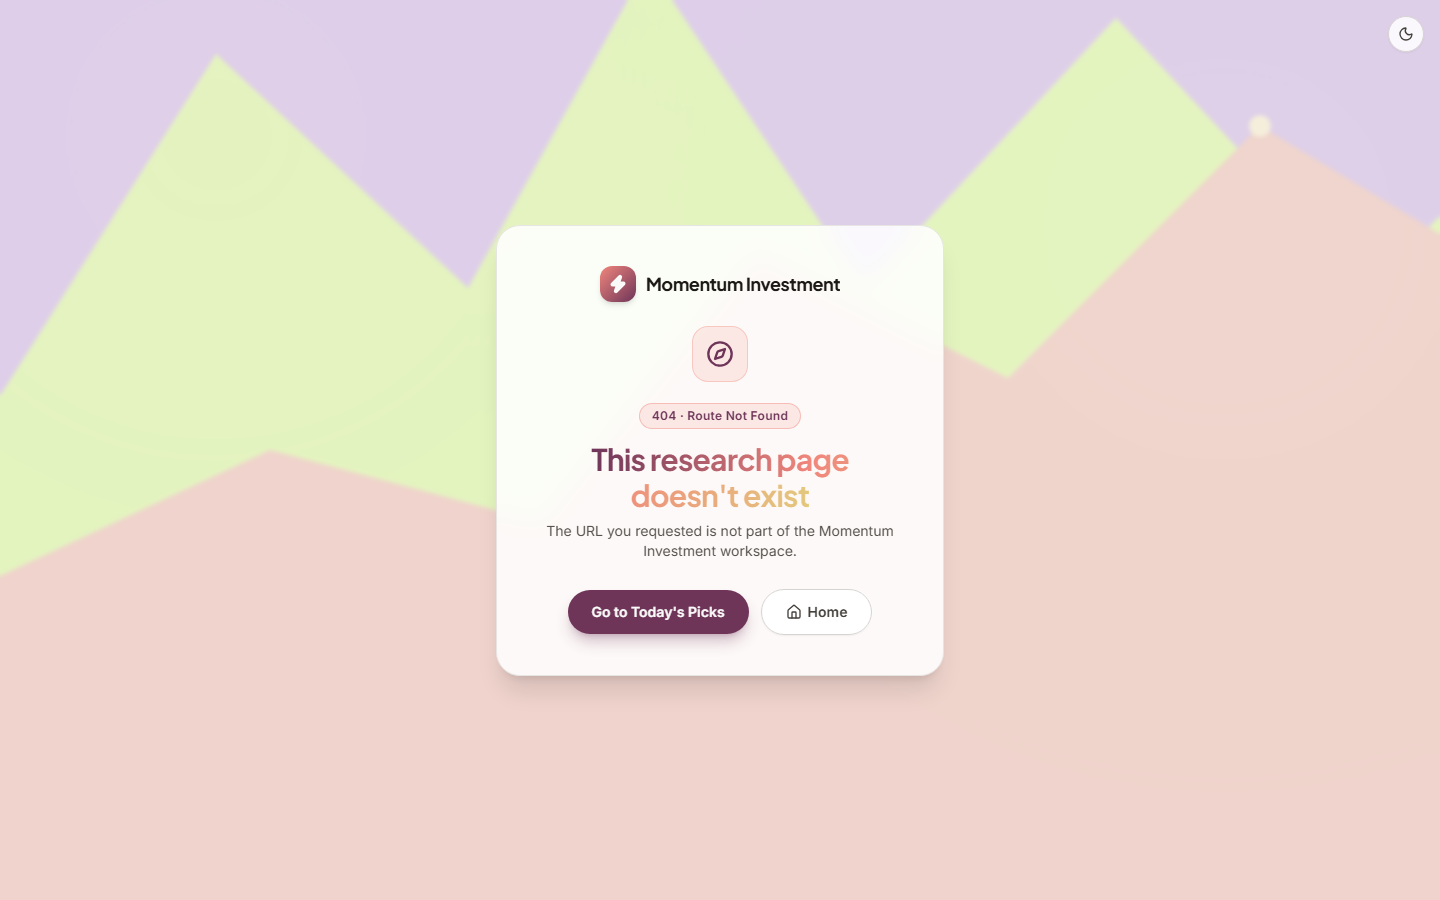 Momentum Investment
404 · Route Not Found
This research page
doesn't exist
The URL you requested is not part of the Momentum
Investment workspace.
Go to Today's Picks
Home